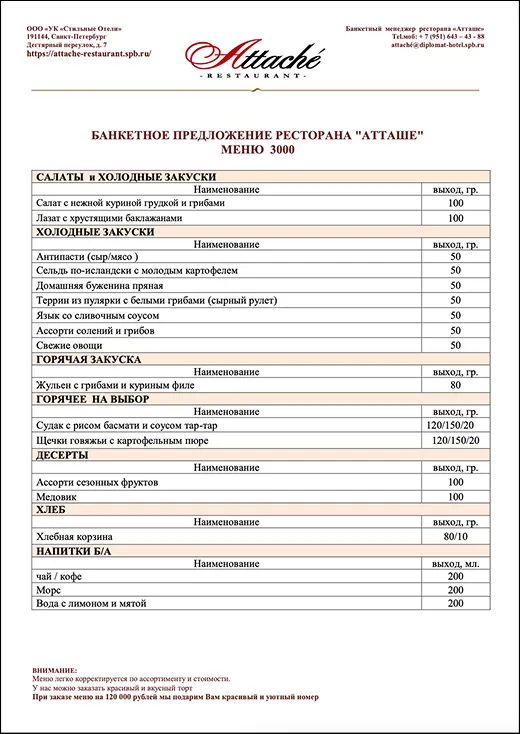 ООО «УК «Стильные Отели»
191144, Санкт-Петербург
Дегтярный переулок, д. 7
https://attache-restaurant.spb.ru/
Attaché
- RESTAURANT -
Банкетный менеджер ресторана «Атташе»
Тел.моб: + 7 (951) 643 – 43 - 88
attaché@diplomat-hotel.spb.ru
БАНКЕТНОЕ ПРЕДЛОЖЕНИЕ РЕСТОРАНА "АТТАШЕ"
МЕНЮ 3000
САЛАТЫ и ХОЛОДНЫЕ ЗАКУСКИ
Наименование выход, гр.
Салат с нежной куриной грудкой и грибами 100
Лазат с хрустящими баклажанами 100
ХОЛОДНЫЕ ЗАКУСКИ
Наименование выход, гр.
Антипасти (сыр/мясо ) 50
Сельдь по-исландски с молодым картофелем 50
Домашняя буженина пряная 50
Террин из пулярки с белыми грибами (сырный рулет) 50
Язык со сливочным соусом 50
Ассорти солений и грибов 50
Свежие овощи 50
ГОРЯЧАЯ ЗАКУСКА
Наименование выход, гр.
Жульен с грибами и куриным филе 80
ГОРЯЧЕЕ НА ВЫБОР
Наименование выход, гр.
Судак с рисом басмати и соусом тар-тар 120/150/20
Щечки говяжьи с картофельным пюре 120/150/20
ДЕСЕРТЫ
Наименование выход, гр.
Ассорти сезонных фруктов 100
Медовик 100
ХЛЕБ
Наименование выход, гр.
Хлебная корзина 80/10
НАПИТКИ Б/А
Наименование выход, мл.
чай / кофе 200
Морс 200
Вода с лимоном и мятой 200
ВНИМАНИЕ:
Меню легко корректируется по ассортименту и стоимости.
У нас можно заказать красивый и вкусный торт
При заказе меню на 120 000 рублей мы подарим Вам красивый и уютный номер